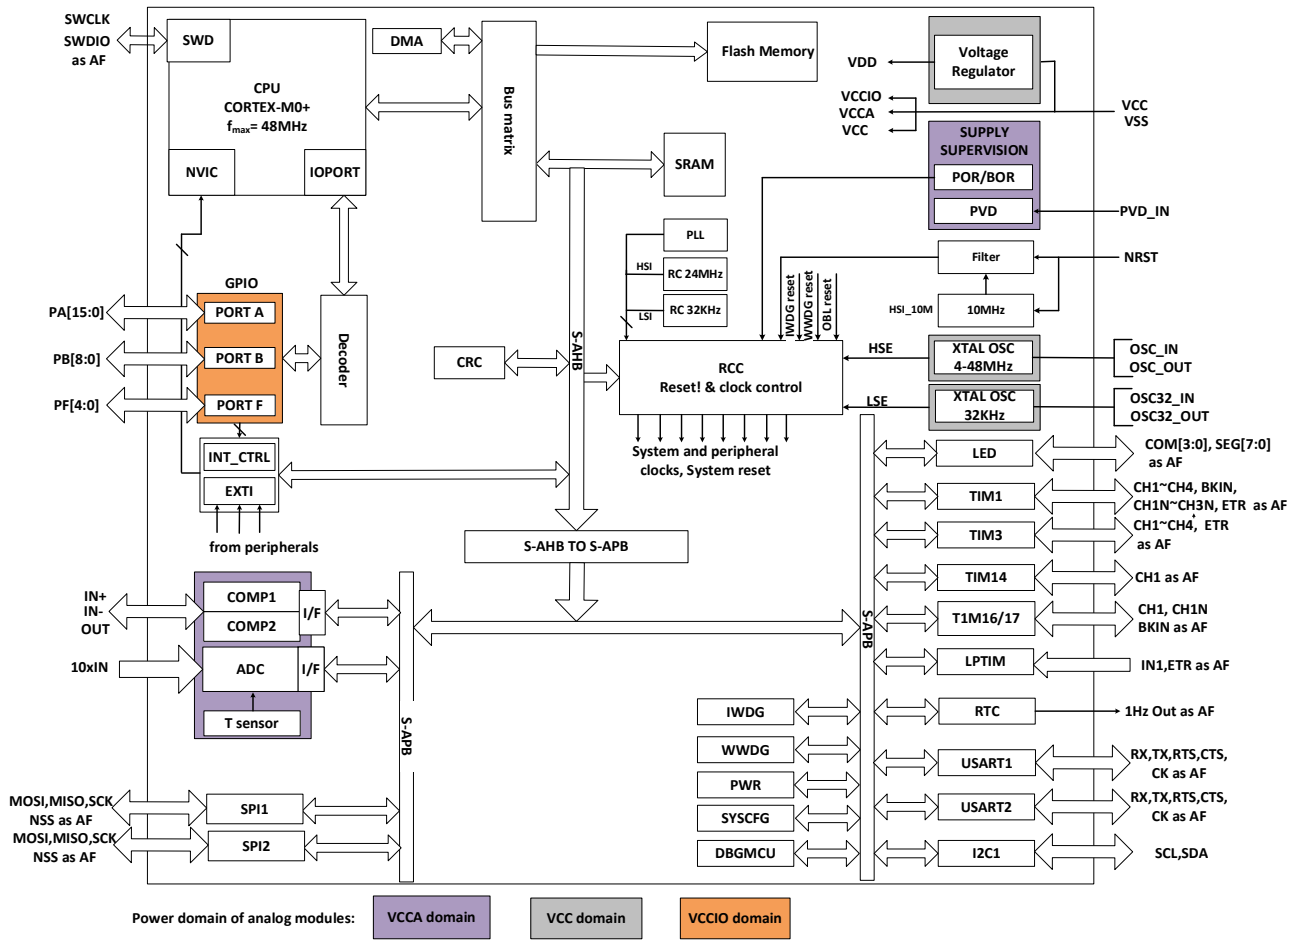 SWCLK
SWDIO
as AF
SWD
CPU
CORTEX-M0+
fmax= 48MHz
NVIC
IOPORT
DMA
Bus matrix
Flash Memory
SRAM
VDD
Voltage
Regulator
VCCIO
VCCA
VCC
VCC
VSS
SUPPLY
SUPERVISION
POR/BOR
PVD
PVD_IN
PLL
HSI
RC 24MHz
LSI
RC 32KHz
Filter
NRST
HSI_10M
10MHz
IWDG reset
WWDG reset
OBL reset
GPIO
PA[15:0]
PORT A
PB[8:0]
PORT B
PF[4:0]
PORT F
Decoder
CRC
S-AHB
RCC
Reset! & clock control
HSE
XTAL OSC
4-48MHz
OSC_IN
OSC_OUT
LSE
XTAL OSC
32KHz
OSC32_IN
OSC32_OUT
System and peripheral
clocks, System reset
INT_CTRL
EXTI
from peripherals
S-AHB TO S-APB
LED
COM[3:0], SEG[7:0]
as AF
TIM1
CH1~CH4, BKIN,
CH1N~CH3N, ETR as AF
TIM3
CH1~CH4, ETR
as AF
TIM14
CH1 as AF
T1M16/17
CH1, CH1N
BKIN as AF
LPTIM
IN1,ETR as AF
RTC
1Hz Out as AF
USART1
RX,TX,RTS,CTS,
CK as AF
USART2
RX,TX,RTS,CTS,
CK as AF
I2C1
SCL,SDA
S-APB
IWDG
WWDG
PWR
SYSCFG
DBGMCU
IN+
IN-
OUT
COMP1
COMP2
I/F
10xIN
ADC
I/F
T sensor
S-APB
MOSI,MISO,SCK
NSS as AF
SPI1
MOSI,MISO,SCK
NSS as AF
SPI2
Power domain of analog modules:
VCCA domain
VCC domain
VCCIO domain